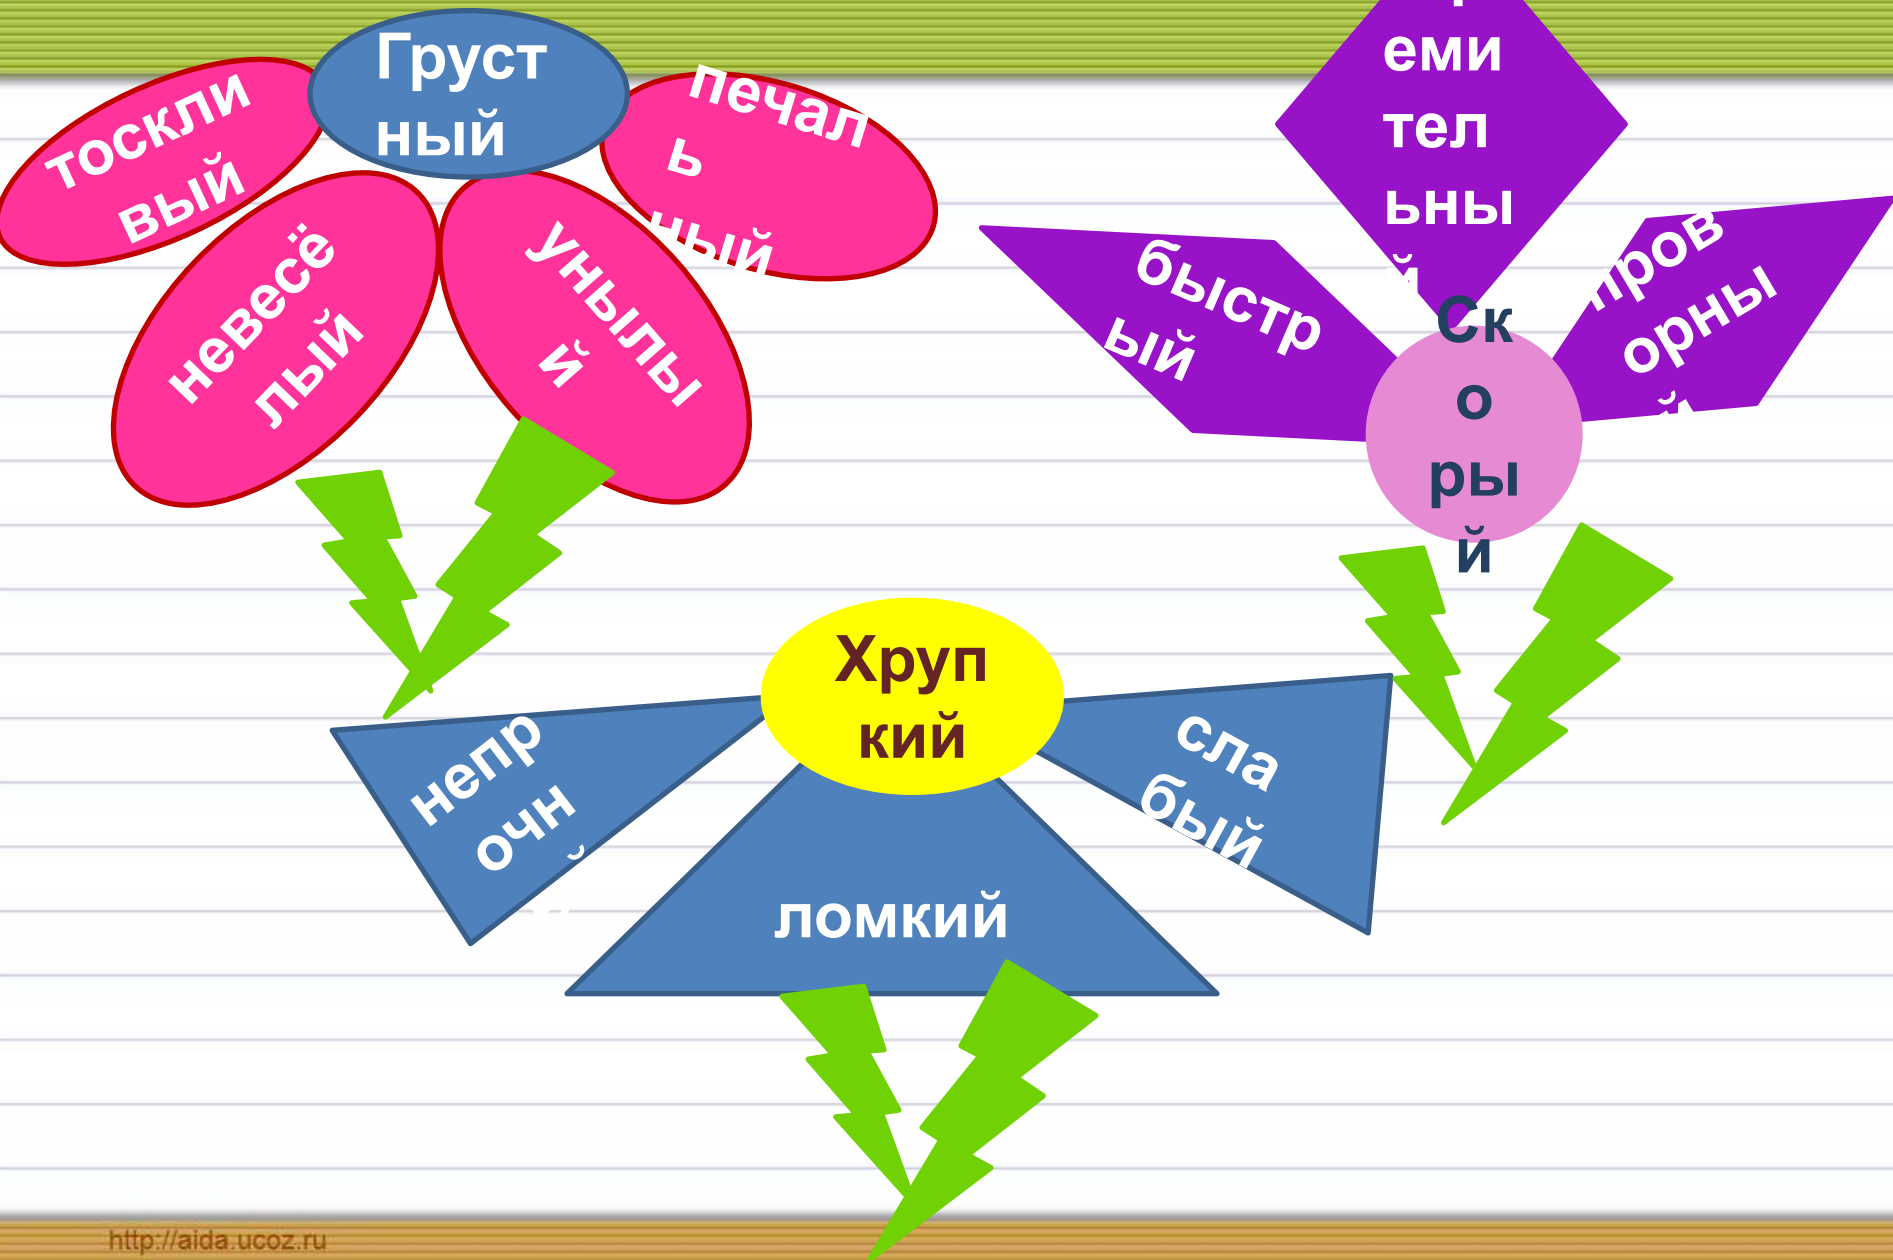 Груст
ный
тоскли
вый
печал
ь
ный
невесё
лый
унылы
й
еми
тел
ьны
й
быстр
ый
пров
орны
й
Ск
о
ры
й
Хруп
кий
непр
очн
й
сла
бый
ломкий
http://aida.ucoz.ru